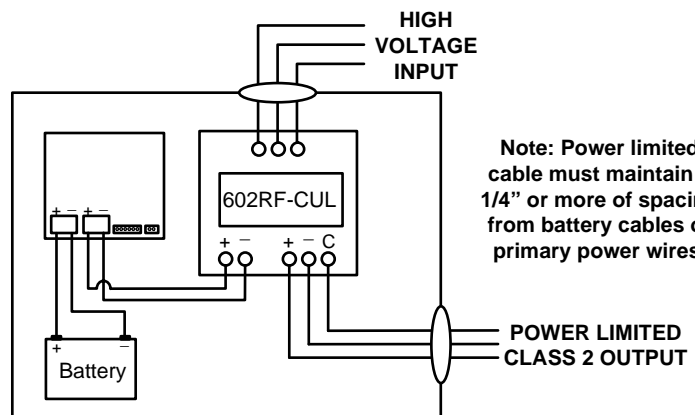 HIGH
VOLTAGE
INPUT
Note: Power limited
cable must maintain
1/4” or more of
from battery cables
primary power wires
602RF-CUL
+ − + −
+ − + − C
+ −
Battery
POWER LIMITED
CLASS 2 OUTPUT